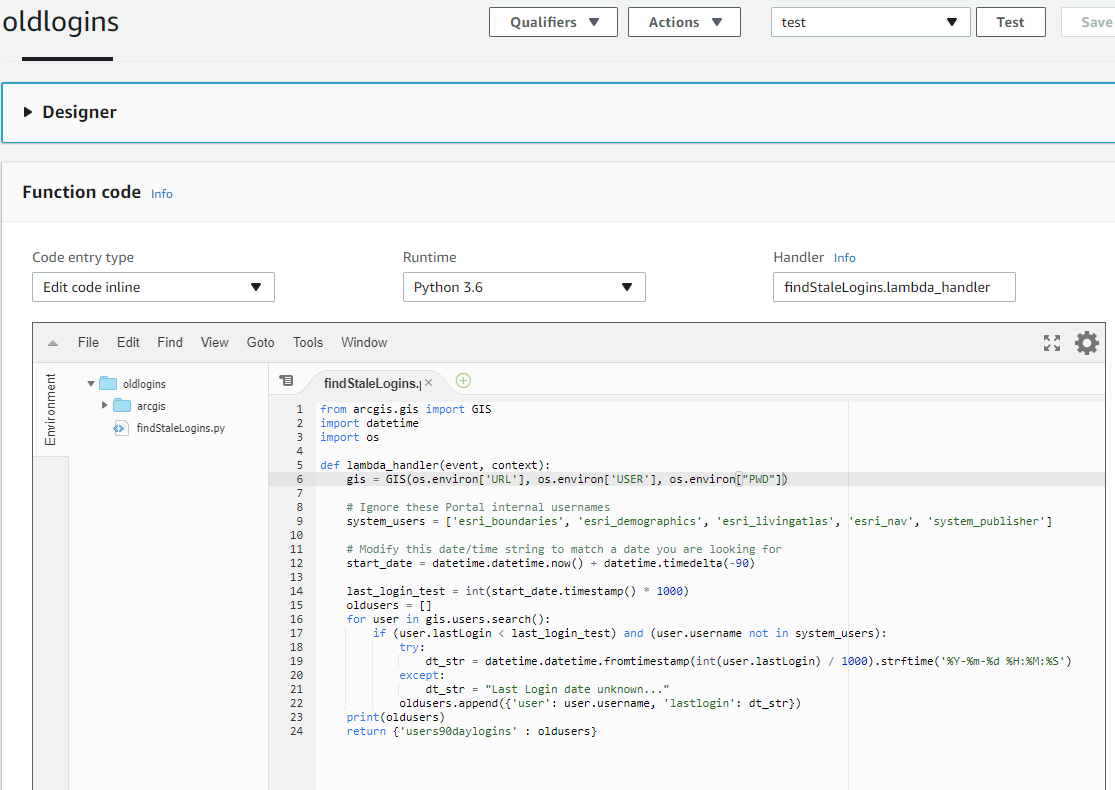 oldlogins
Qualifiers Actions test Test Save
Designer
Function code Info
Code entry type Runtime Handler Info
Edit code inline Python 3.6 findStaleLogins.lambda_handler
File Edit Find View Goto Tools Window
Environment
oldlogins
arcgis
findStaleLogins.py
findStaleLogins.p
1 from arcgis.gis import GIS
2 import datetime
3 import os
4
5 def lambda_handler(event, context):
6     gis = GIS(os.environ['URL'], os.environ['USER'], os.environ["PWD"])
7
8     # Ignore these Portal internal usernames
9     system_users = ['esri_boundaries', 'esri_demographics', 'esri_livingatlas', 'esri_nav', 'system_publisher']
10
11     # Modify this date/time string to match a date you are looking for
12     start_date = datetime.datetime.now() + datetime.timedelta(-90)
13
14     last_login_test = int(start_date.timestamp() * 1000)
15     oldusers = []
16     for user in gis.users.search():
17         if (user.lastLogin < last_login_test) and (user.username not in system_users):
18             try:
19                 dt_str = datetime.datetime.fromtimestamp(int(user.lastLogin) / 1000).strftime('%Y-%m-%d %H:%M:%S')
20             except:
21                 dt_str = "Last Login date unknown..."
22             oldusers.append({'user': user.username, 'lastlogin': dt_str})
23     print(oldusers)
24     return {'users90daylogins' : oldusers}